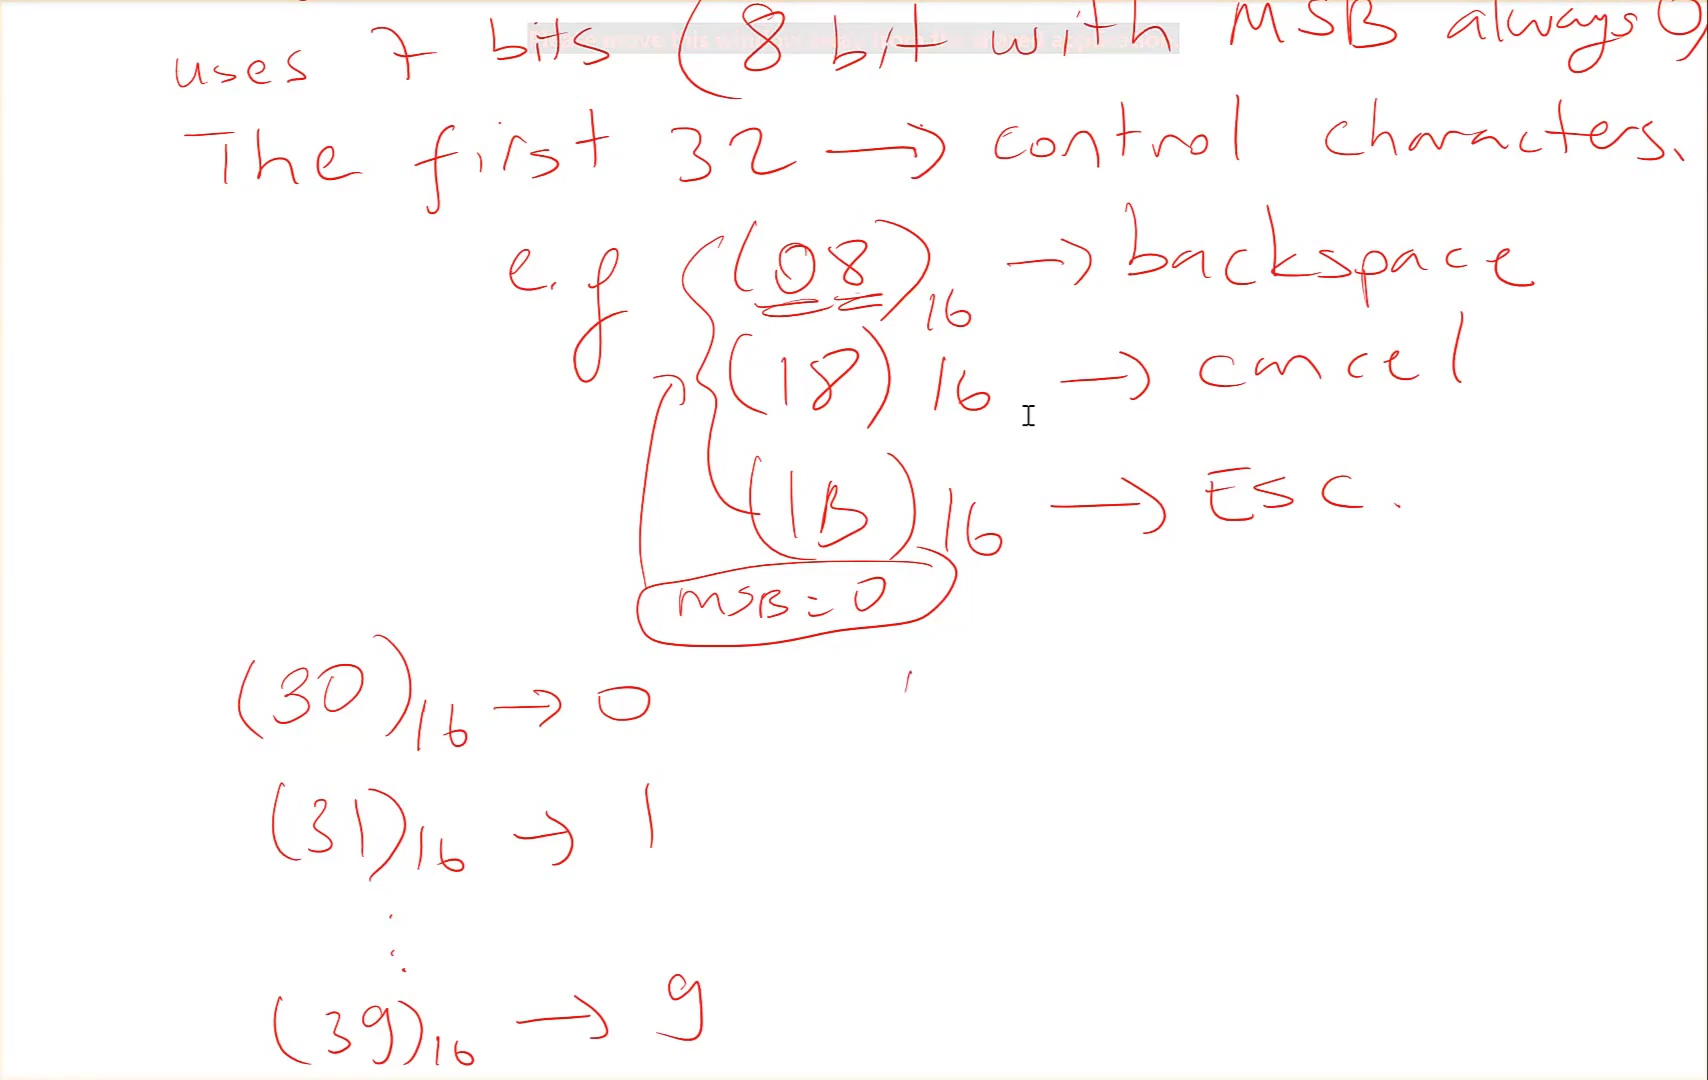 uses 7 bits (8 bit with MSB always 0)
The first 32 → control characters.
e.g (08)16 → backspace
(18)16 → cancel
(1B)16 → ESC.
MSB = 0
(30)16 → 0
(31)16 → 1
⋮
(39)16 → 9